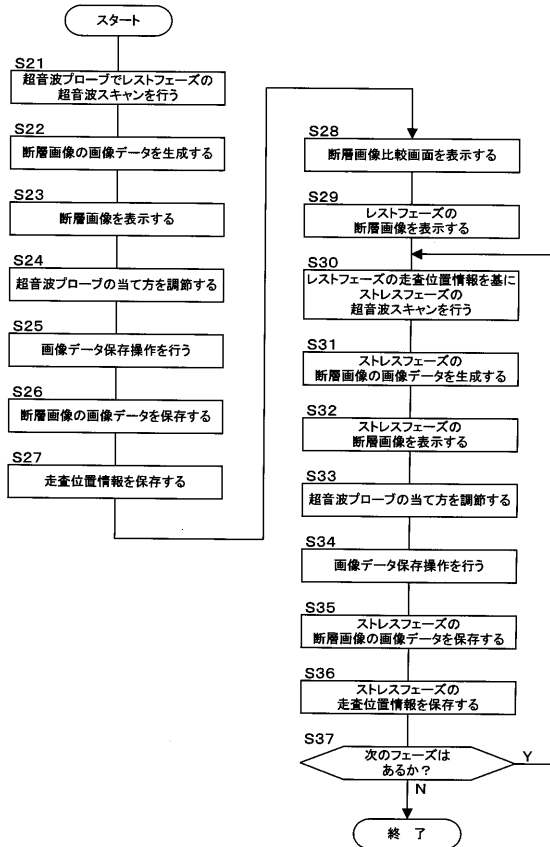 スタート
S21
超音波プローブでレストフェーズの
超音波スキャンを行う
S22
断層画像の画像データを生成する
S23
断層画像を表示する
S24
超音波プローブの当て方を調節する
S25
画像データ保存操作を行う
S26
断層画像の画像データを保存する
S27
走査位置情報を保存する
S28
断層画像比較画面を表示する
S29
レストフェーズの
断層画像を表示する
S30
レストフェーズの走査位置情報を基に
ストレスフェーズの
超音波スキャンを行う
S31
ストレスフェーズの
断層画像の画像データを生成する
S32
ストレスフェーズの
断層画像を表示する
S33
超音波プローブの当て方を調節する
S34
画像データ保存操作を行う
S35
ストレスフェーズの
断層画像の画像データを保存する
S36
ストレスフェーズの
走査位置情報を保存する
S37
次のフェーズは
あるか？
Y
N
終 了